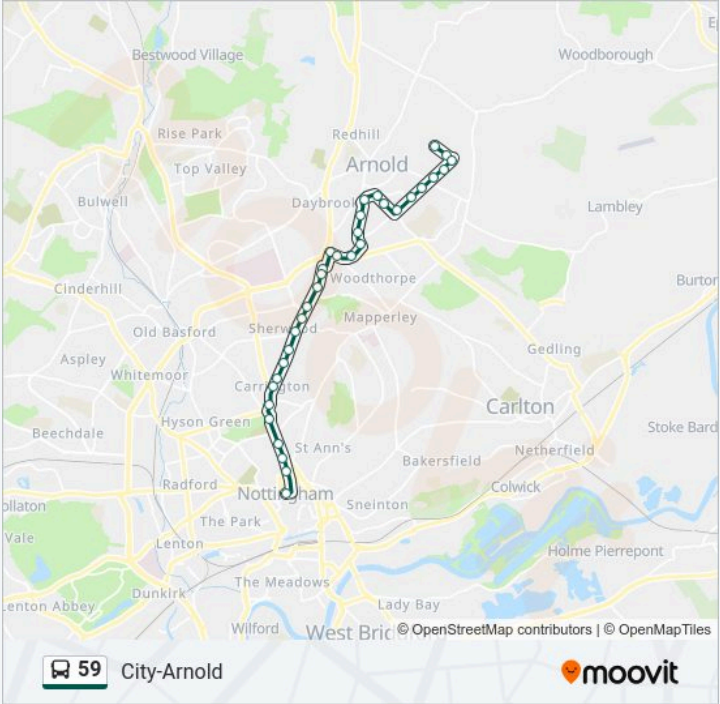 Bestwood Village
Woodborough
Rise Park
Redhill
Arnold
Top Valley
Bulwell
Daybrook
Lambley
Woodthorpe
Burton
Cinderhill
Mapperley
Old Basford
Sherwood
Gedling
Aspley
Whitemoor
Carrington
Carlton
Hyson Green
Stoke Bard
Beechdale
St Ann's
Netherfield
Bakersfield
Radford
Colwick
Nottingham
ollaton
Sneinton
The Park
Vale
Lenton
Holme Pierrepont
The Meadows
Dunkirk
Lady Bay
enton Abbey
Wilford
West Brid
© OpenStreetMap contributors | © OpenMapTiles
59 City-Arnold
moovit